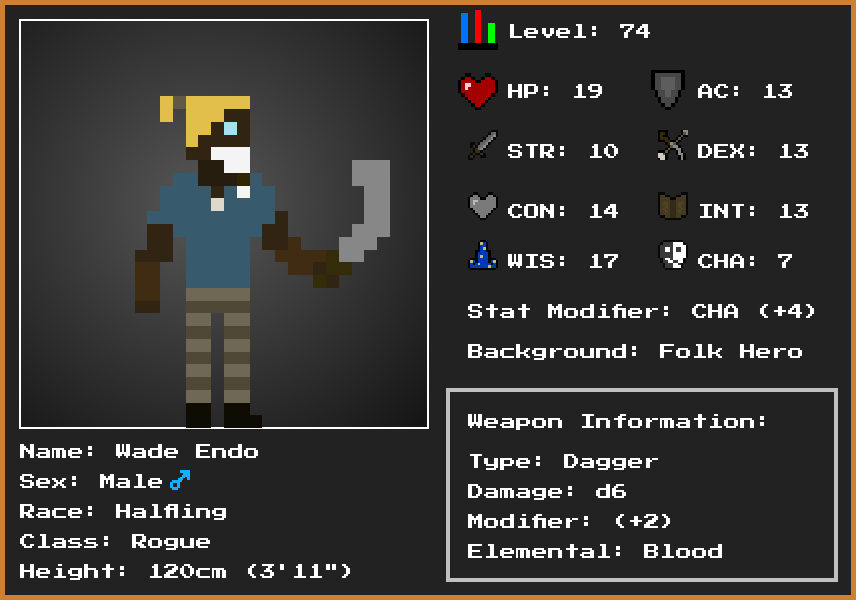 Level: 74
HP: 19
AC: 13
STR: 10
DEX: 13
CON: 14
INT: 13
WIS: 17
CHA: 7
Stat Modifier: CHA (+4)
Background: Folk Hero
Weapon Information:
Type: Dagger
Damage: d6
Modifier: (+2)
Elemental: Blood
Name: Wade Endo
Sex: Male♂
Race: Halfling
Class: Rogue
Height: 120cm (3'11")